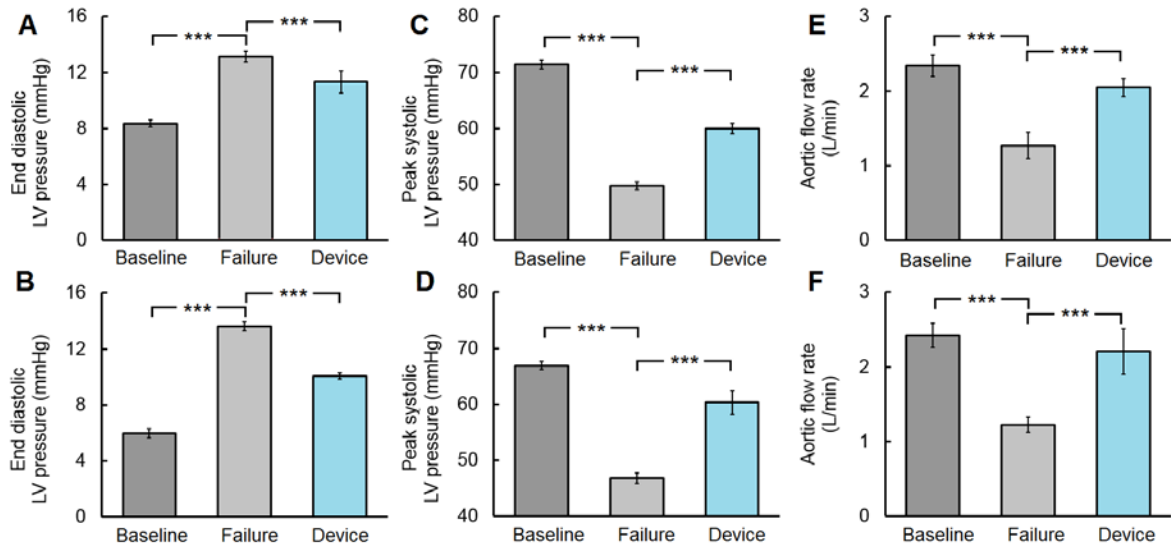 A
End diastolic
LV pressure (mmHg)
16
12
8
4
0
***
***
Baseline
Failure
Device
C
Peak systolic
LV pressure (mmHg)
80
70
60
50
40
***
***
Baseline
Failure
Device
E
Aortic flow rate
(L/min)
3
2
1
0
***
***
Baseline
Failure
Device
B
End diastolic
LV pressure (mmHg)
16
12
8
4
0
***
***
Baseline
Failure
Device
D
Peak systolic
LV pressure (mmHg)
80
70
60
50
40
***
***
Baseline
Failure
Device
F
Aortic flow rate
(L/min)
3
2
1
0
***
***
Baseline
Failure
Device